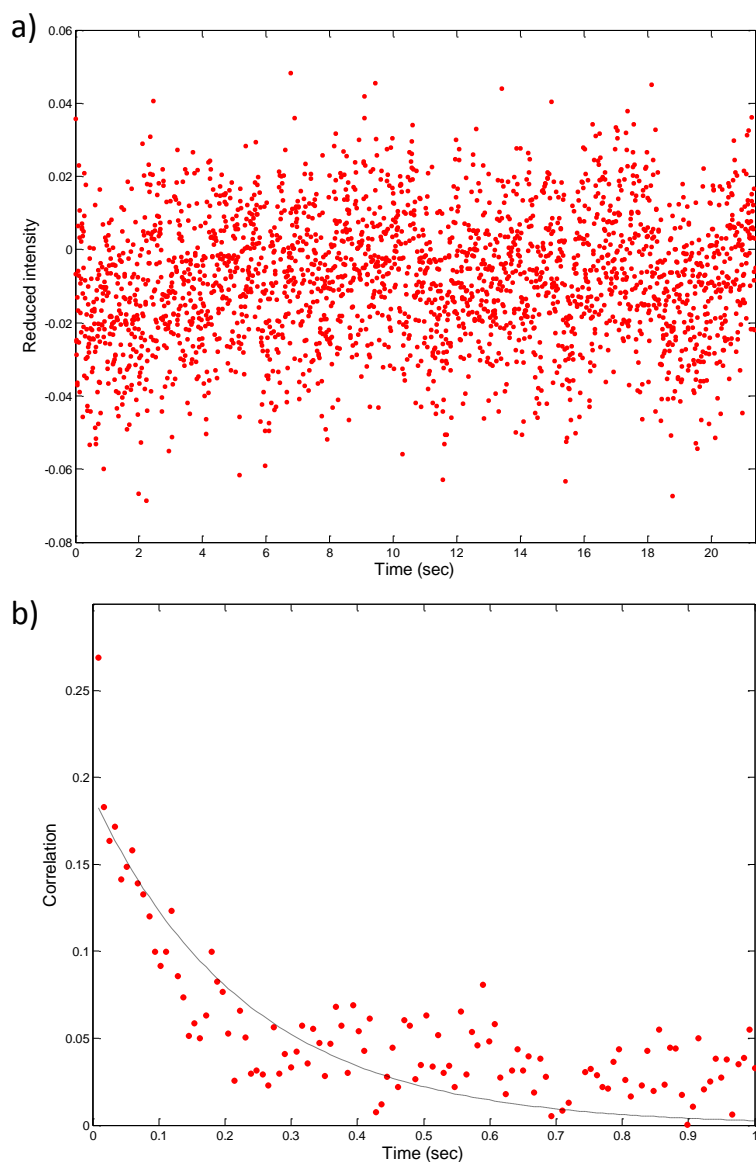 a)
0.06
0.04
0.02
0
-0.02
-0.04
-0.06
-0.08
Reduced intensity
0 2 4 6 8 10 12 14 16 18 20
Time (sec)
b)
0.25
0.2
0.15
0.1
0.05
0
Correlation
0 0.1 0.2 0.3 0.4 0.5 0.6 0.7 0.8 0.9 1
Time (sec)